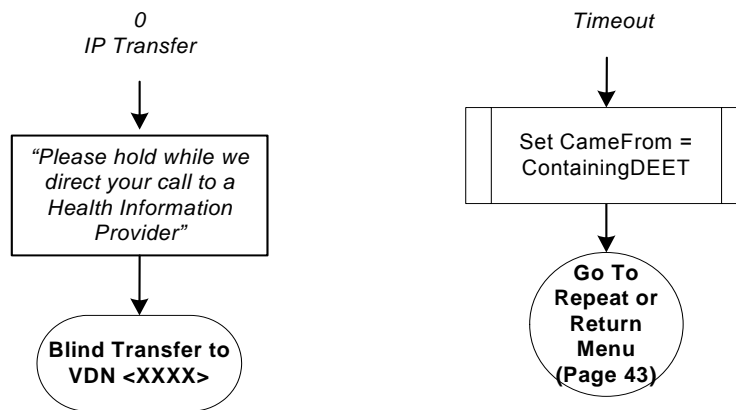 0
IP Transfer
“Please hold while we
direct your call to a
Health Information
Provider”
Blind Transfer to
VDN <XXXX>
Timeout
Set CameFrom =
ContainingDEET
Go To
Repeat or
Return
Menu
(Page 43)